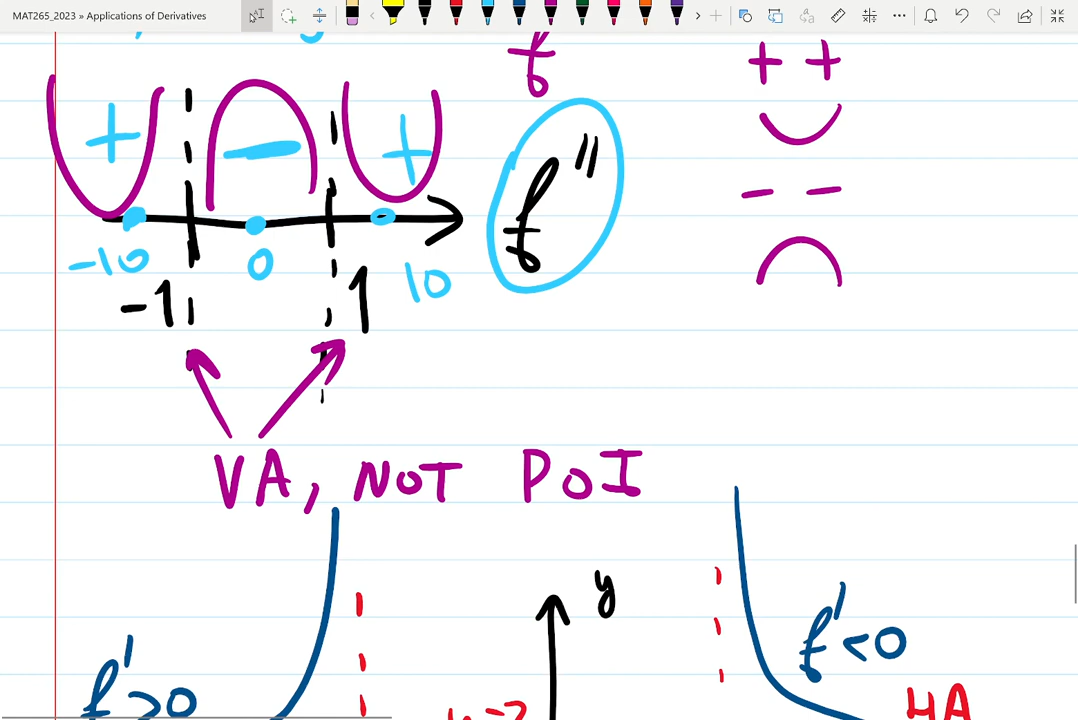 MAT265_2023 » Applications of Derivatives
f
+ +
+ − +
f''
− −
-10 0 10
-1 1
VA, NOT POI
y
f' < 0
f' > 0
HA